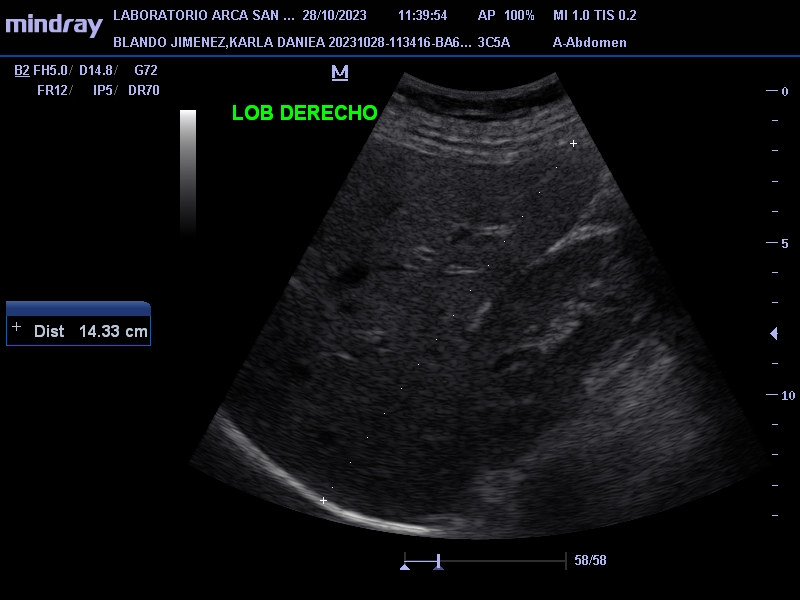 mindray
LABORATORIO ARCA SAN ... 28/10/2023 11:39:54 AP 100% MI 1.0 TIS 0.2
BLANDO JIMENEZ,KARLA DANIEA 20231028-113416-BA6... 3C5A A-Abdomen
B2 FH5.0/ D14.8/ G72
FR12/ IP5/ DR70
M
LOB DERECHO
0
5
+ Dist 14.33 cm
10
58/58